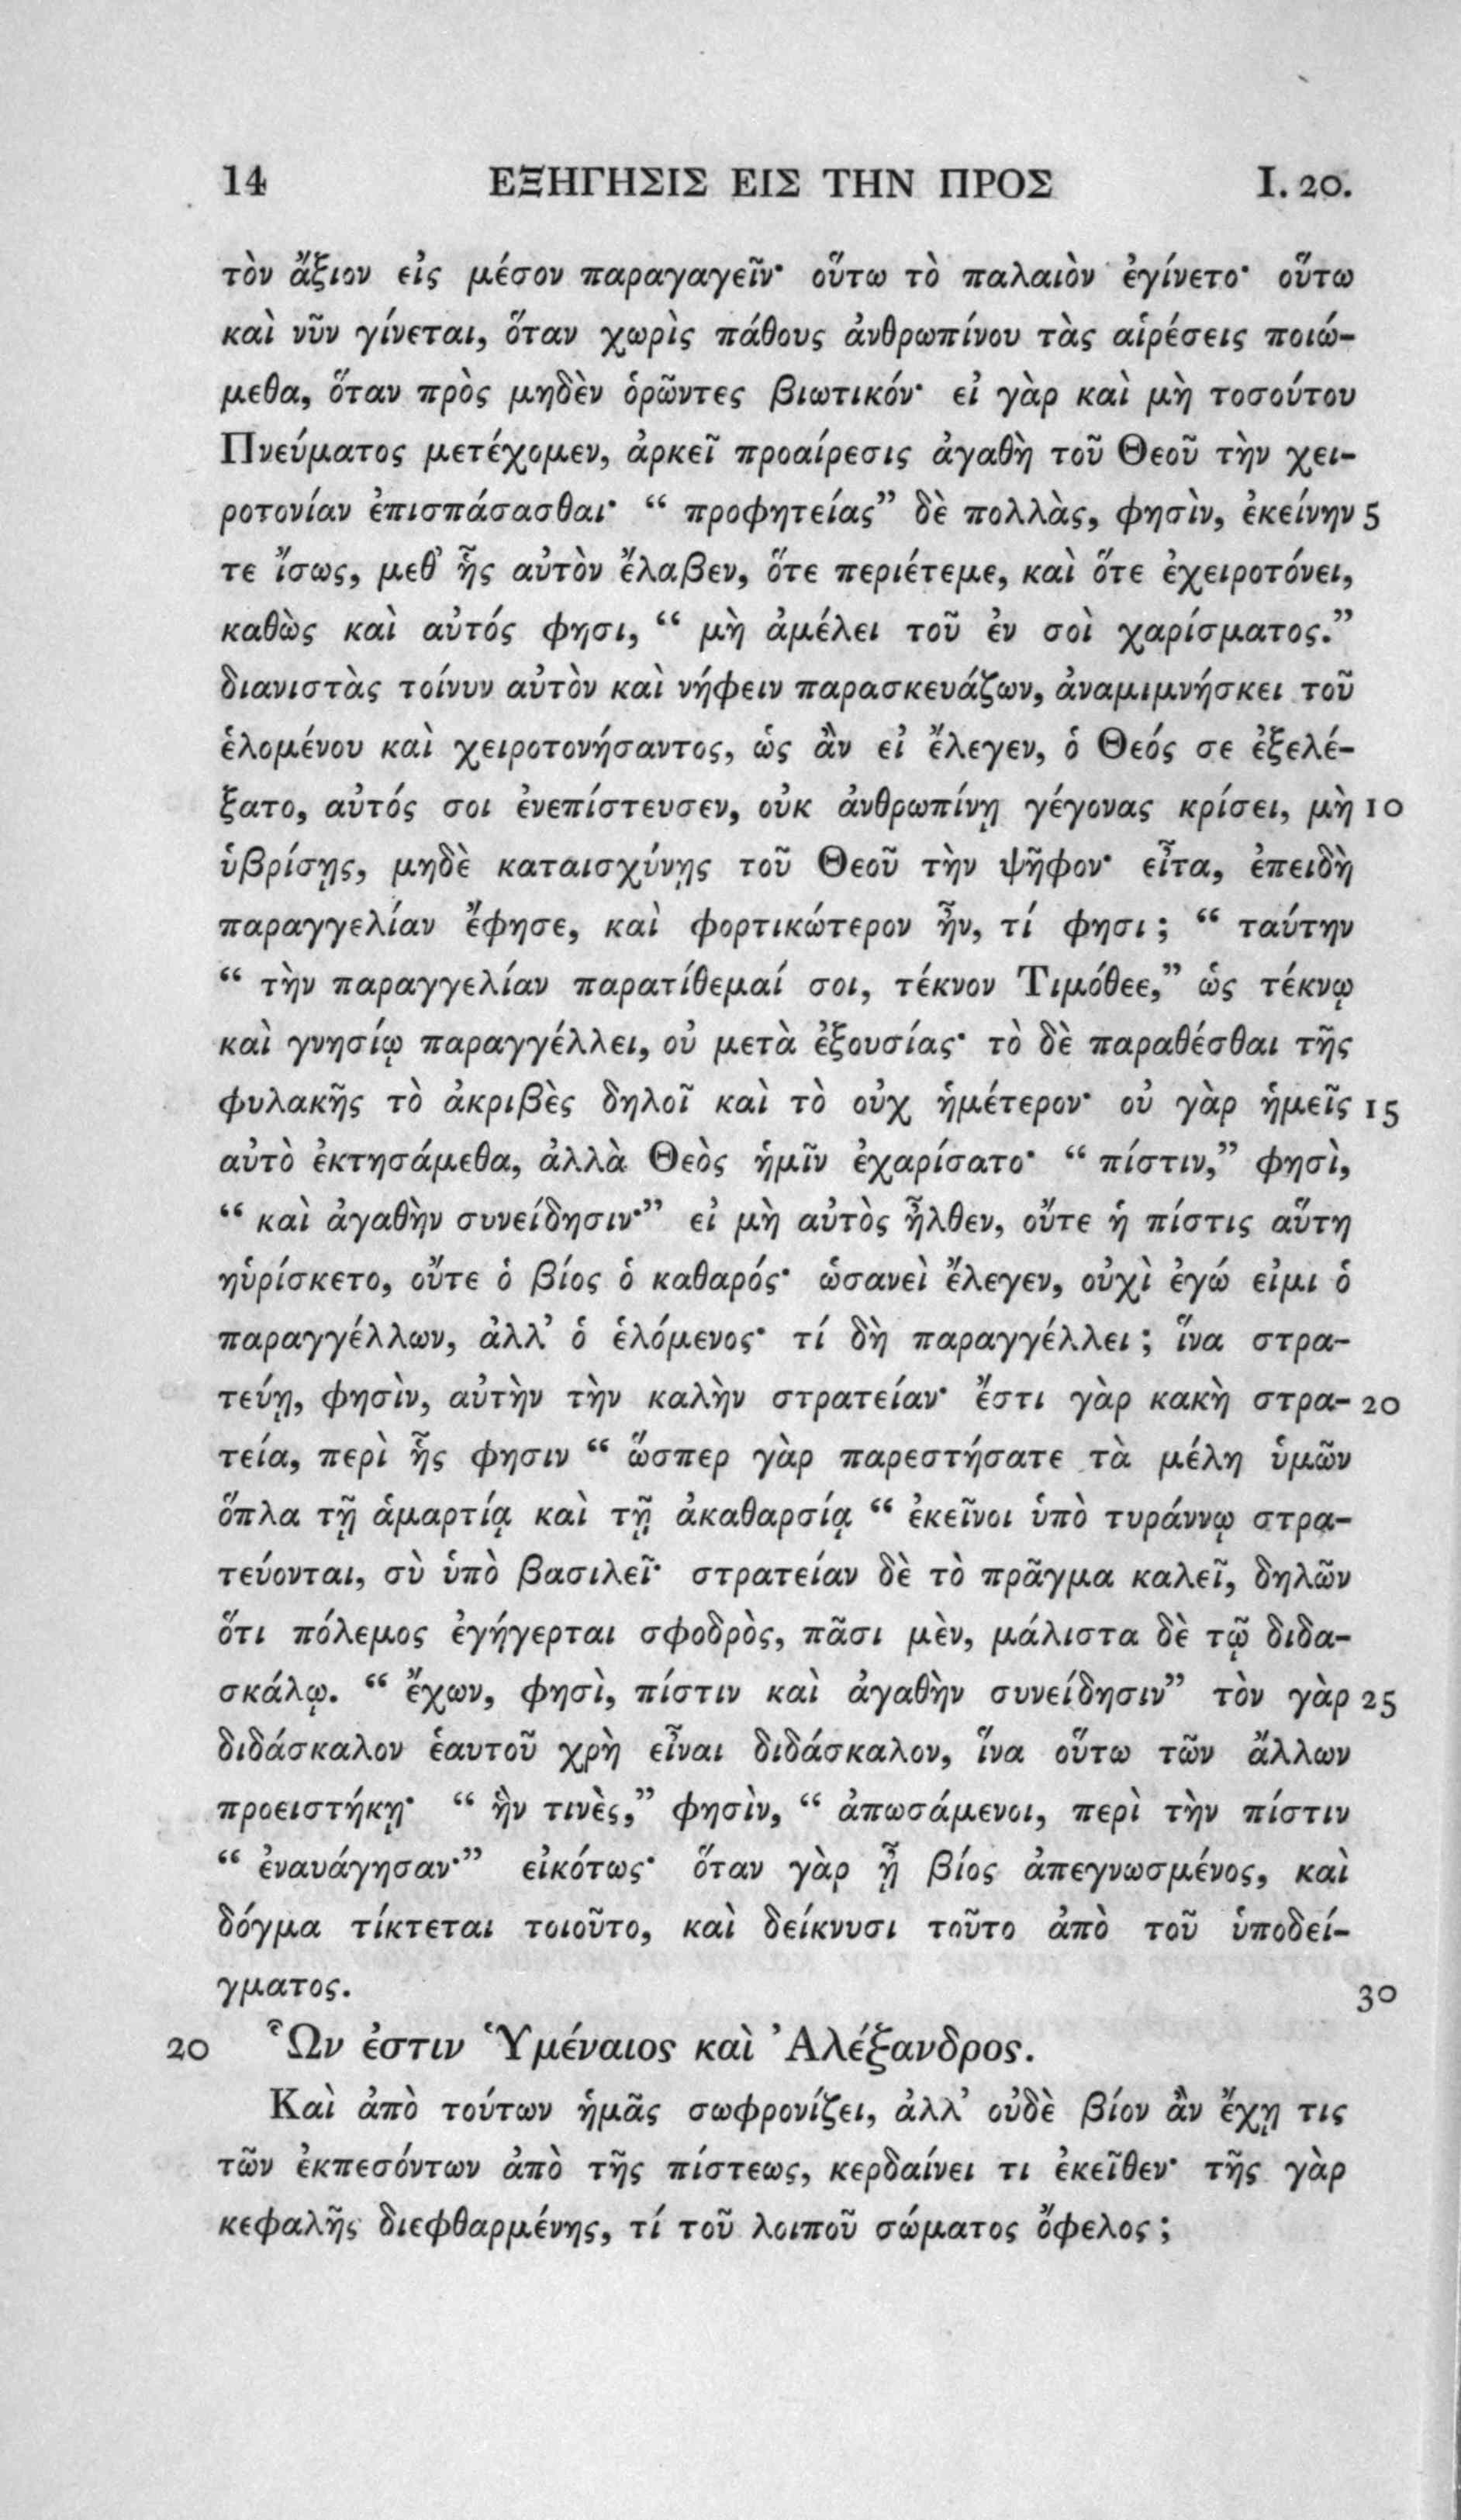 14 ΕΞΗΓΗΣΙΣ ΕΙΣ ΤΗΝ ΠΡΟΣ I. 20.
τὸν ἄξιον εἰς μέσον παραγαγεῖν· οὕτω τὸ παλαιὸν ἐγίνετο· οὕτω
καὶ νῦν γίνεται, ὅταν χωρὶς πάθους ἀνθρωπίνου τὰς αἱρέσεις ποιώ-
μεθα, ὅταν πρὸς μηδὲν ὁρῶντες βιωτικόν· εἰ γὰρ καὶ μὴ τοσούτου
Πνεύματος μετέχομεν, ἀρκεῖ προαίρεσις ἀγαθὴ τοῦ Θεοῦ τὴν χει-
ροτονίαν ἐπισπάσασθαι· “ προφητείας” δὲ πολλὰς, φησὶν, ἐκείνην 5
τε ἴσως, μεθ’ ἧς αὐτὸν ἔλαβεν, ὅτε περιέτεμε, καὶ ὅτε ἐχειροτόνει,
καθὼς καὶ αὐτός φησι, “ μὴ ἀμέλει τοῦ ἐν σοὶ χαρίσματος.”
διανιστὰς τοίνυν αὐτὸν καὶ νήφειν παρασκευάζων, ἀναμιμνήσκει τοῦ
ἑλομένου καὶ χειροτονήσαντος, ὡς ἂν εἰ ἔλεγεν, ὁ Θεός σε ἐξελέ-
ξατο, αὐτός σοι ἐνεπίστευσεν, οὐκ ἀνθρωπίνῃ γέγονας κρίσει, μὴ 10
ὑβρίσῃς, μηδὲ καταισχύνῃς τοῦ Θεοῦ τὴν ψῆφον· εἶτα, ἐπειδὴ
παραγγελίαν ἔφησε, καὶ φορτικώτερον ἦν, τί φησι ; “ ταύτην
“ τὴν παραγγελίαν παρατίθεμαί σοι, τέκνον Τιμόθεε,” ὡς τέκνῳ
καὶ γνησίῳ παραγγέλλει, οὐ μετὰ ἐξουσίας· τὸ δὲ παραθέσθαι τῆς
φυλακῆς τὸ ἀκριβὲς δηλοῖ καὶ τὸ οὐχ ἡμέτερον· οὐ γὰρ ἡμεῖς 15
αὐτὸ ἐκτησάμεθα, ἀλλὰ Θεὸς ἡμῖν ἐχαρίσατο· “ πίστιν,” φησὶ,
“ καὶ ἀγαθὴν συνείδησιν·” εἰ μὴ αὐτὸς ἦλθεν, οὔτε ἡ πίστις αὕτη
ηὑρίσκετο, οὔτε ὁ βίος ὁ καθαρός· ὡσανεὶ ἔλεγεν, οὐχὶ ἐγώ εἰμι ὁ
παραγγέλλων, ἀλλ’ ὁ ἑλόμενος· τί δὴ παραγγέλλει ; ἵνα στρα-
τεύῃ, φησὶν, αὐτὴν τὴν καλὴν στρατείαν· ἔστι γὰρ κακὴ στρα- 20
τεία, περὶ ἧς φησιν “ ὥσπερ γὰρ παρεστήσατε τὰ μέλη ὑμῶν
ὅπλα τῇ ἁμαρτίᾳ καὶ τῇ ἀκαθαρσίᾳ “ ἐκεῖνοι ὑπὸ τυράννῳ στρα-
τεύονται, σὺ ὑπὸ βασιλεῖ· στρατείαν δὲ τὸ πρᾶγμα καλεῖ, δηλῶν
ὅτι πόλεμος ἐγήγερται σφοδρὸς, πᾶσι μὲν, μάλιστα δὲ τῷ διδα-
σκάλῳ. “ ἔχων, φησὶ, πίστιν καὶ ἀγαθὴν συνείδησιν” τὸν γὰρ 25
διδάσκαλον ἑαυτοῦ χρὴ εἶναι διδάσκαλον, ἵνα οὕτω τῶν ἄλλων
προειστήκῃ· “ ἣν τινὲς,” φησὶν, “ ἀπωσάμενοι, περὶ τὴν πίστιν
“ ἐναυάγησαν·” εἰκότως· ὅταν γὰρ ᾖ βίος ἀπεγνωσμένος, καὶ
δόγμα τίκτεται τοιοῦτο, καὶ δείκνυσι τοῦτο ἀπὸ τοῦ ὑποδεί-
γματος. 30
20 Ὧν ἐστιν Ὑμέναιος καὶ Ἀλέξανδρος.
Καὶ ἀπὸ τούτων ἡμᾶς σωφρονίζει, ἀλλ’ οὐδὲ βίον ἂν ἔχῃ τις
τῶν ἐκπεσόντων ἀπὸ τῆς πίστεως, κερδαίνει τι ἐκεῖθεν· τῆς γὰρ
κεφαλῆς διεφθαρμένης, τί τοῦ λοιποῦ σώματος ὄφελος ;